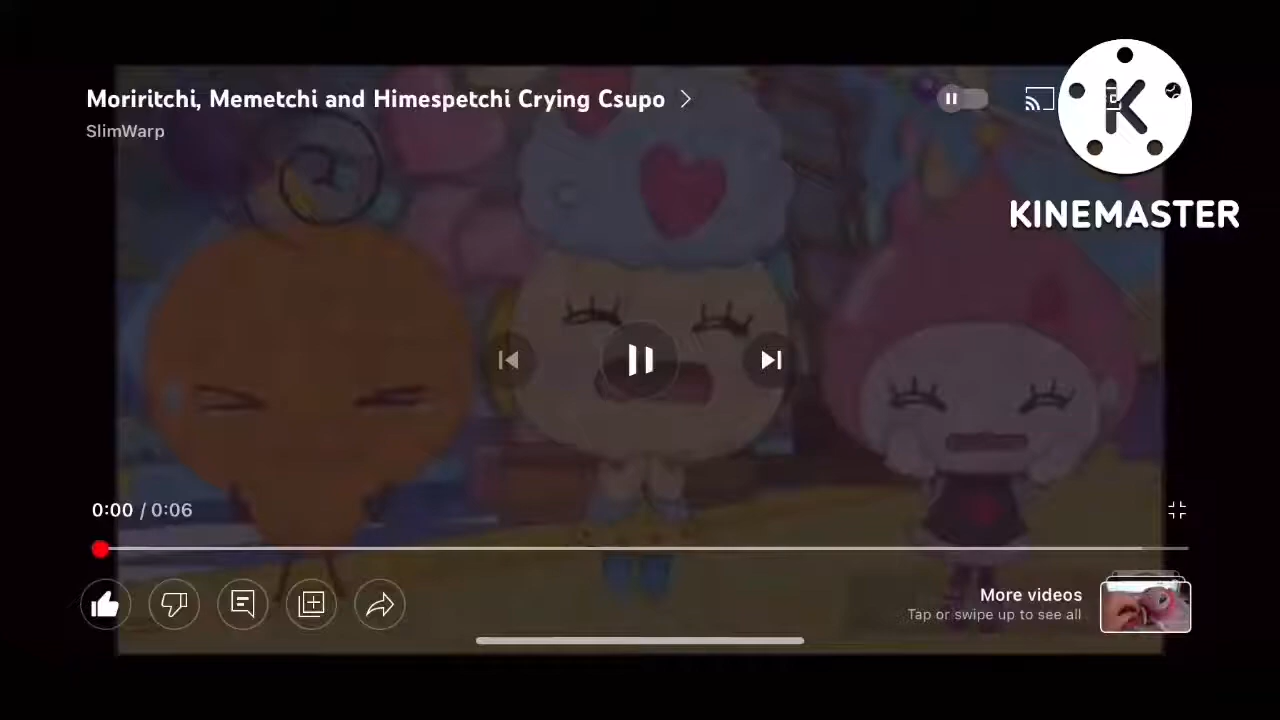 Moriritchi, Memetchi and Himespetchi Crying Csupo
SlimWarp
K
KINEMASTER
0:00 / 0:06
More videos
Tap or swipe up to see all